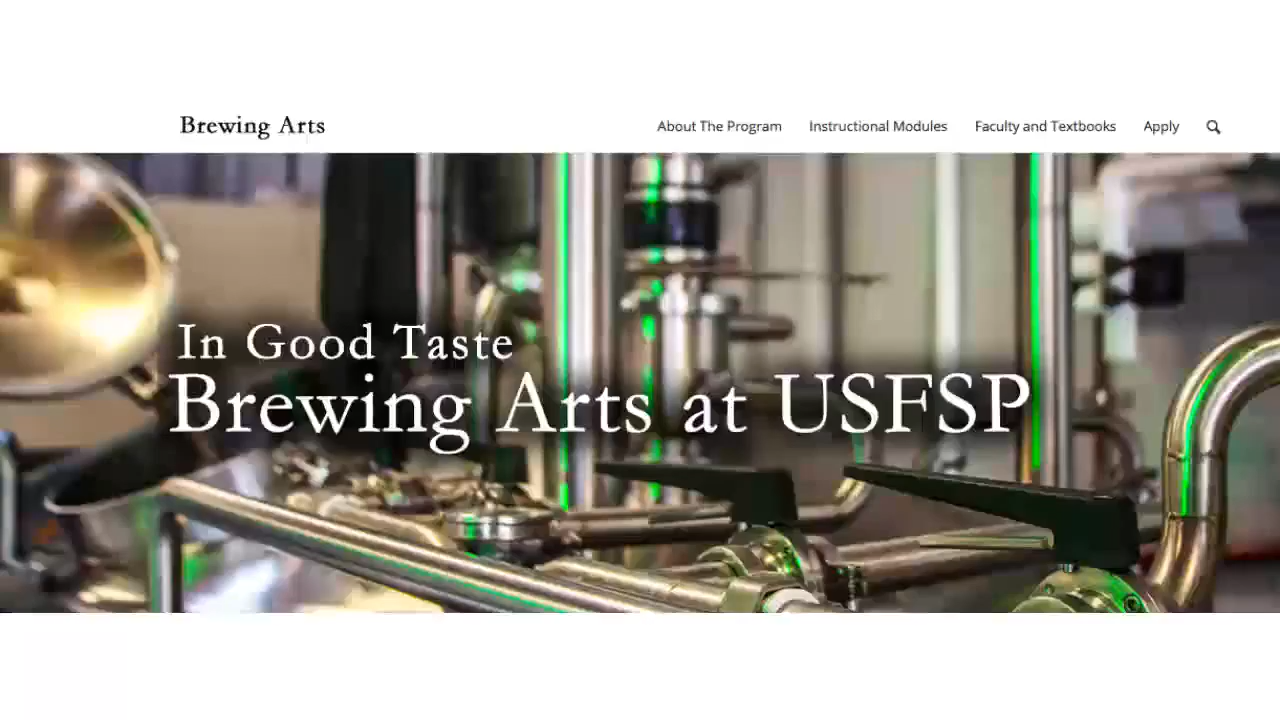 Brewing Arts
About The Program Instructional Modules Faculty and Textbooks Apply
In Good Taste
Brewing Arts at USFSP